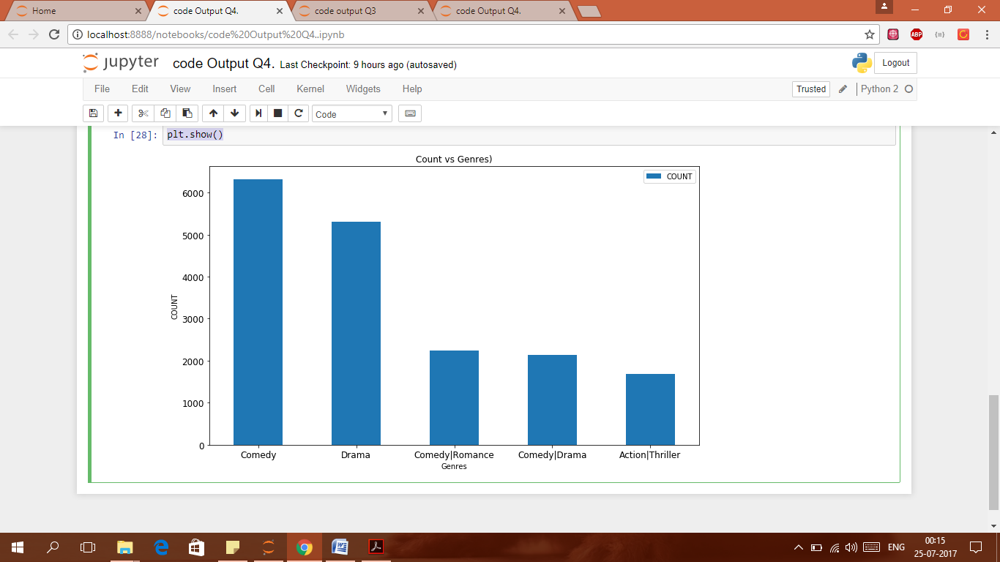 Home
code Output Q4.
code output Q3
code Output Q4.
localhost:8888/notebooks/code%20Output%20Q4..ipynb
ABP
jupyter code Output Q4. Last Checkpoint: 9 hours ago (autosaved)
Logout
File Edit View Insert Cell Kernel Widgets Help
Trusted
Python 2
Code
In [28]: plt.show()
Count vs Genres)
COUNT
6000
5000
4000
3000
2000
1000
0
COUNT
Comedy Drama Comedy|Romance Comedy|Drama Action|Thriller
Genres
ENG
00:15
25-07-2017